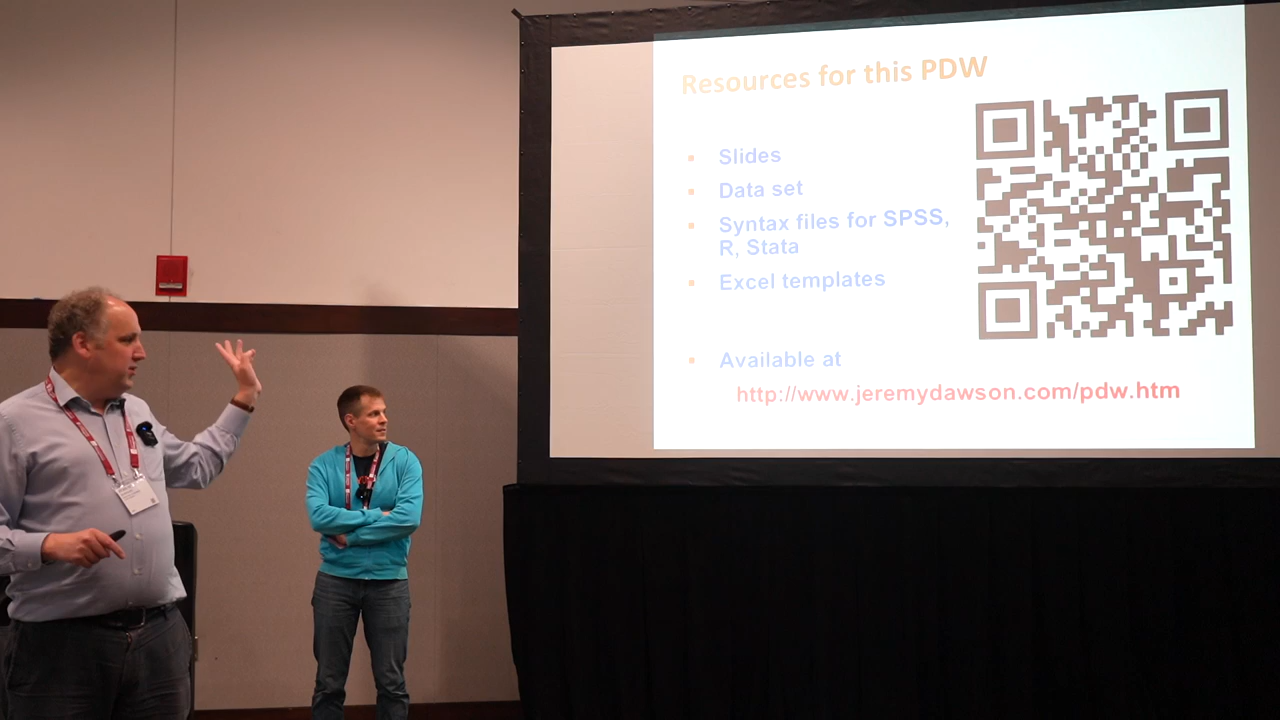 Resources for this PDW
Slides
Data set
Syntax files for SPSS,
R, Stata
Excel templates
Available at
http://www.jeremydawson.com/pdw.htm